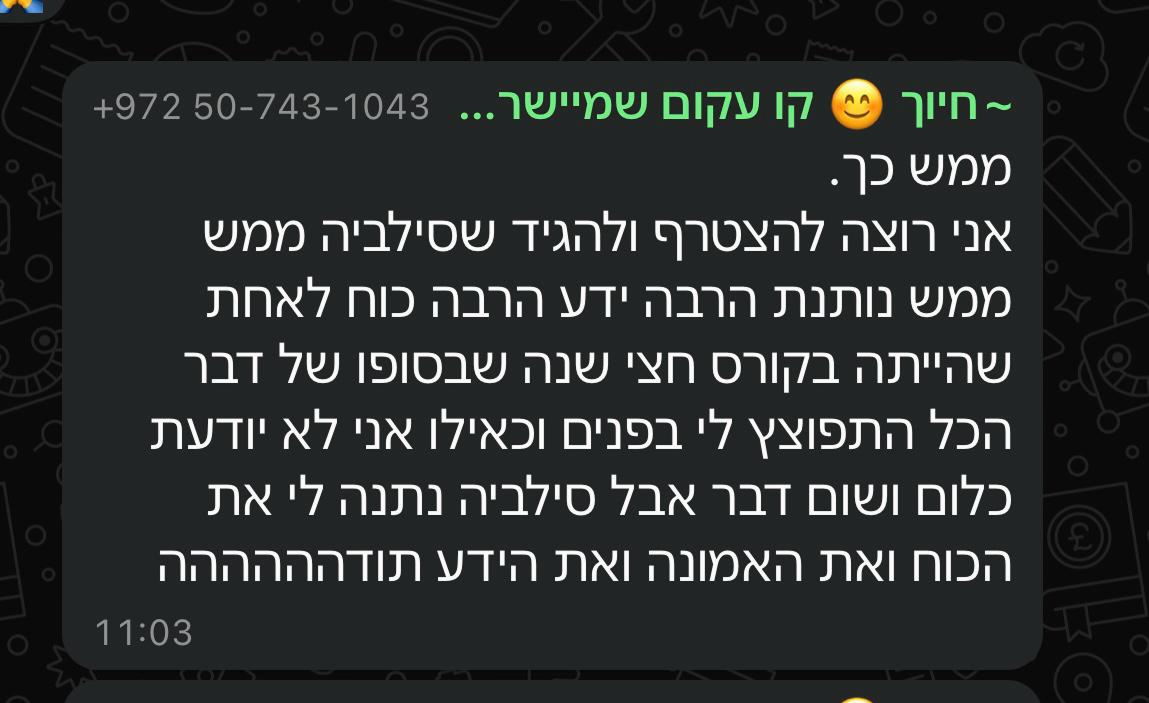 ~חיוך 😊 קו עקום שמיישר... +972 50-743-1043
ממש כך.
אני רוצה להצטרף ולהגיד שסילביה ממש
ממש נותנת הרבה ידע הרבה כוח לאחת
שהייתה בקורס חצי שנה שבסופו של דבר
הכל התפוצץ לי בפנים וכאילו אני לא יודעת
כלום ושום דבר אבל סילביה נתנה לי את
הכוח ואת האמונה ואת הידע תודהההההה
11:03